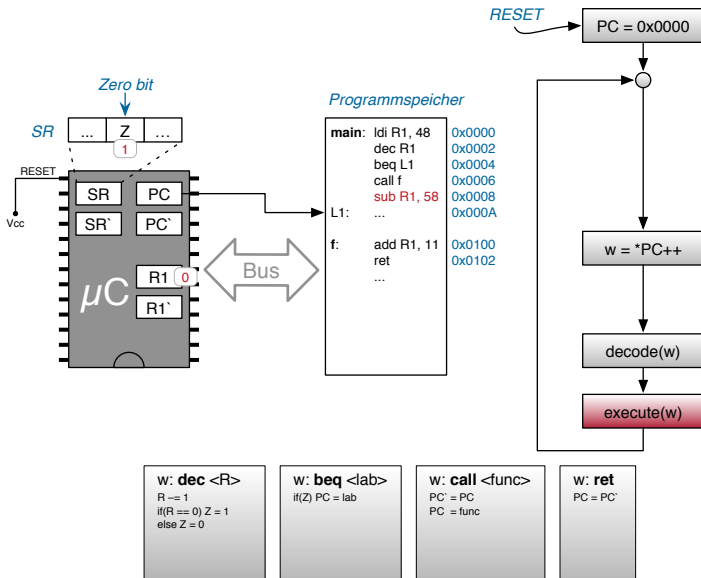 RESET
PC = 0x0000
Zero bit
Programmspeicher
SR
... Z ...
1
main: ldi R1, 48 0x0000
dec R1 0x0002
beq L1 0x0004
call f 0x0006
sub R1, 58 0x0008
L1: ... 0x000A
f: add R1, 11 0x0100
ret 0x0102
...
RESET
Vcc
SR PC
SR` PC`
R1 0
R1`
µC
Bus
w = *PC++
decode(w)
execute(w)
w: dec <R>
R −= 1
if(R == 0) Z = 1
else Z = 0
w: beq <lab>
if(Z) PC = lab
w: call <func>
PC` = PC
PC = func
w: ret
PC = PC`